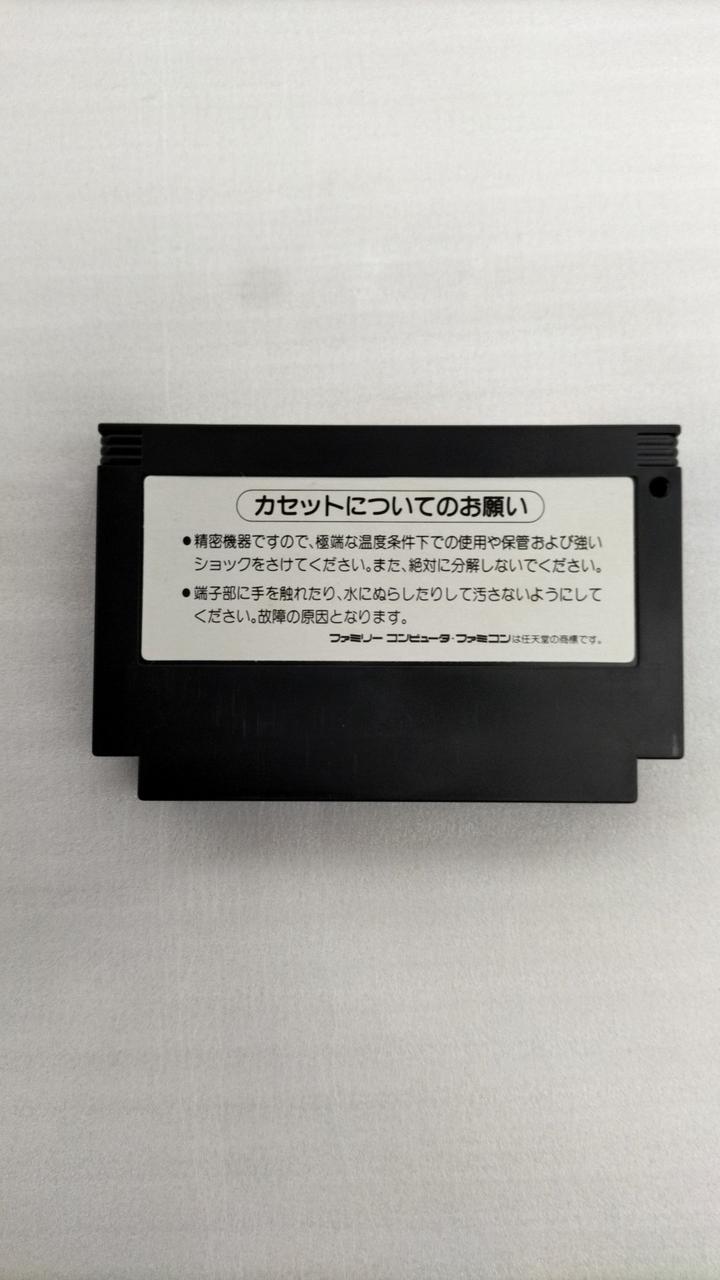 カセットについてのお願い
●精密機器ですので、極端な温度条件下での使用や保管および強い
ショックをさけてください。また、絶対に分解しないでください。
●端子部に手を触れたり、水にぬらしたりして汚さないようにして
ください。故障の原因となります。
ファミリー コンピュータ・ファミコンは任天堂の商標です。